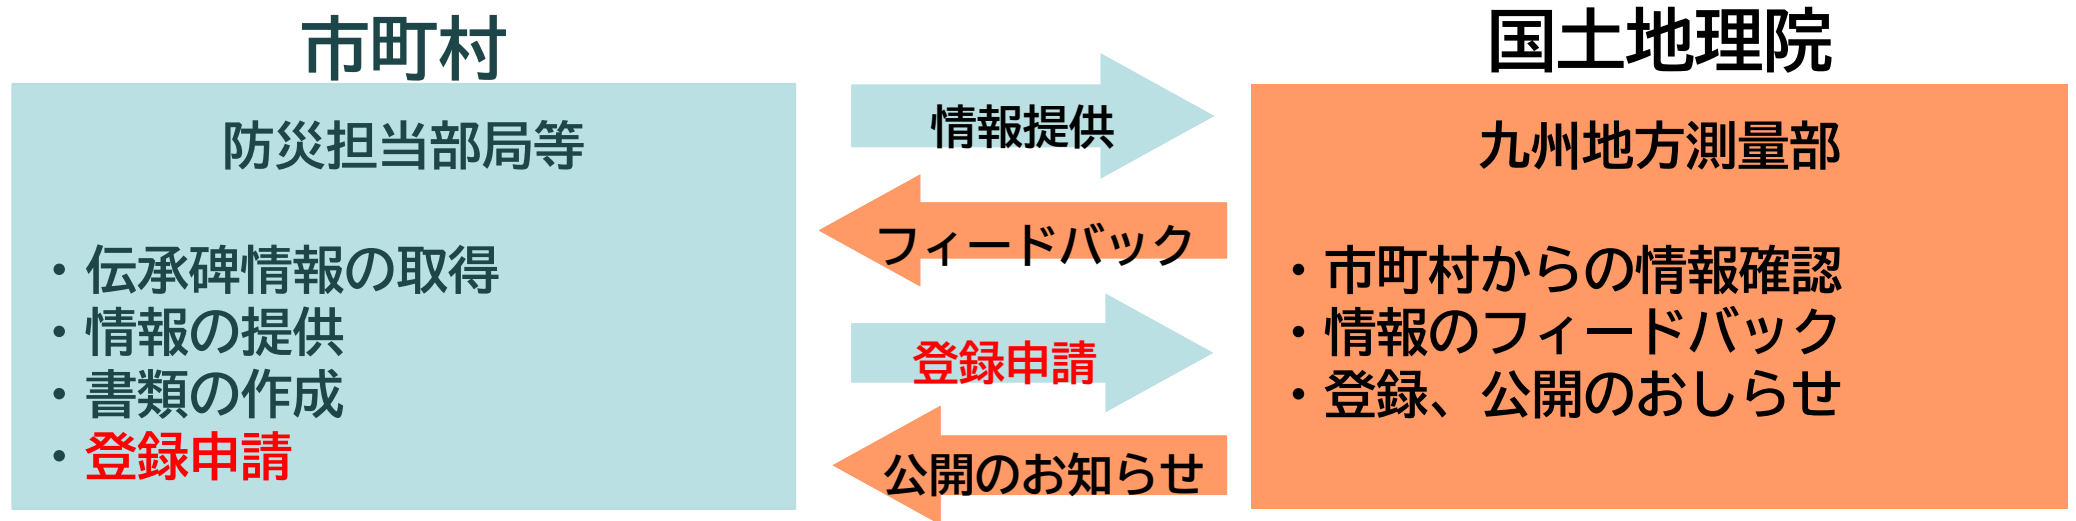 市町村
防災担当部局等
・伝承碑情報の取得
・情報の提供
・書類の作成
・登録申請
情報提供
フィードバック
登録申請
公開のお知らせ
国土地理院
九州地方測量部
・市町村からの情報確認
・情報のフィードバック
・登録、公開のおしらせ